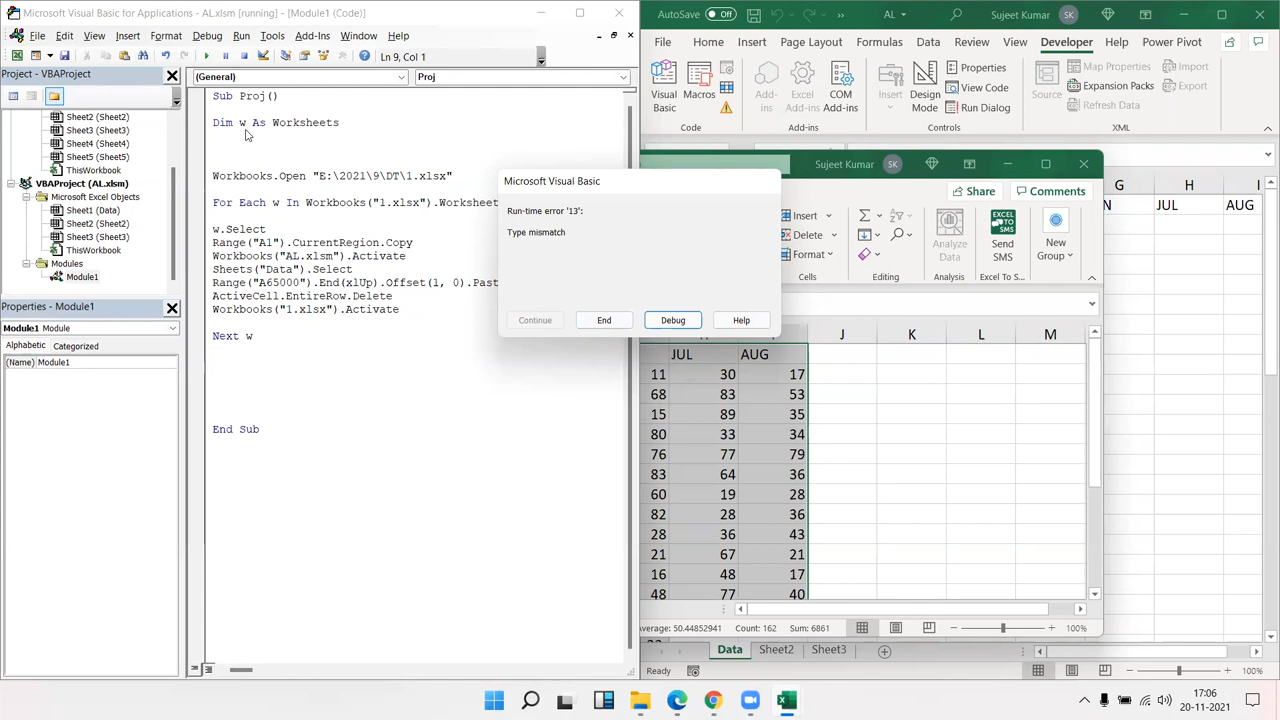 Microsoft Visual Basic for Applications - AL.xlsm [running] - [Module1 (Code)]
File Edit View Insert Format Debug Run Tools Add-Ins Window Help
Ln 9, Col 1
Project - VBAProject
Sheet2 (Sheet2)
Sheet3 (Sheet3)
Sheet4 (Sheet4)
Sheet5 (Sheet5)
ThisWorkbook
VBAProject (AL.xlsm)
Microsoft Excel Objects
Sheet1 (Data)
Sheet2 (Sheet2)
Sheet3 (Sheet3)
ThisWorkbook
Modules
Module1
Properties - Module1
Module1 Module
Alphabetic Categorized
(Name) Module1
(General) Proj
Sub Proj()
Dim w As Worksheets
Workbooks.Open "E:\2021\9\DT\1.xlsx"
For Each w In Workbooks("1.xlsx").Worksheet
w.Select
Range("A1").CurrentRegion.Copy
Workbooks("AL.xlsm").Activate
Sheets("Data").Select
Range("A65000").End(xlUp).Offset(1, 0).Past
ActiveCell.EntireRow.Delete
Workbooks("1.xlsx").Activate
Next w
End Sub
Microsoft Visual Basic
Run-time error '13':
Type mismatch
Continue End Debug Help
AutoSave Off AL Sujeet Kumar SK
File Home Insert Page Layout Formulas Developer Help Power Pivot
Visual Basic
Macros
Code
Add-ins
Excel Add-ins
COM Add-ins
Add-ins
Insert
Design Mode
Properties
View Code
Run Dialog
Controls
Source
Map Properties
Expansion Packs
Refresh Data
Import
XML
Sujeet Kumar SK
Share Comments
Insert
Delete
Format
Cells
Editing
Analyze Data
Analysis
Send SMS
Excel To S...
New Group
G H I
N JUL AUG
J K L M
JUL AUG
11 30 17
68 83 53
15 89 35
80 33 34
54 77 79
83 64 36
60 19 28
82 28 36
28 36 43
21 67 21
16 48 17
48 77 40
verage: 50.44852941 Count: 162 Sum: 6861 100%
Data Sheet2 Sheet3
Ready 100%
17:06
20-11-2021